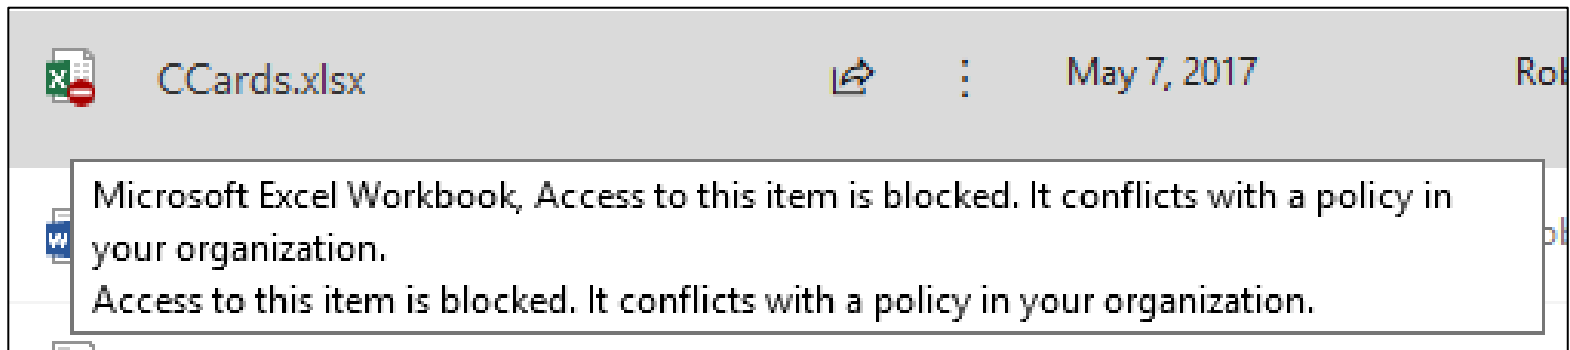 CCards.xlsx May 7, 2017 Rob
Microsoft Excel Workbook, Access to this item is blocked. It conflicts with a policy in
your organization.
Access to this item is blocked. It conflicts with a policy in your organization.